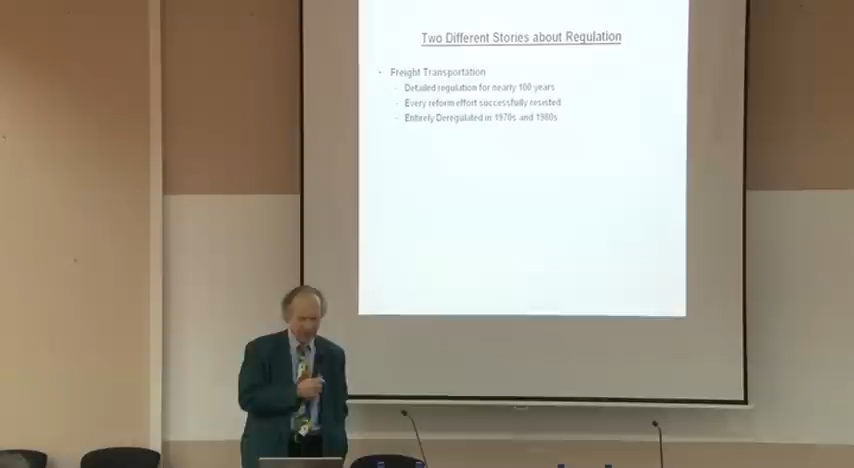 Two Different Stories about Regulation
• Freight Transportation
- Detailed regulation for nearly 100 years
- Every reform effort successfully resisted
- Entirely Deregulated in 1970s and 1980s